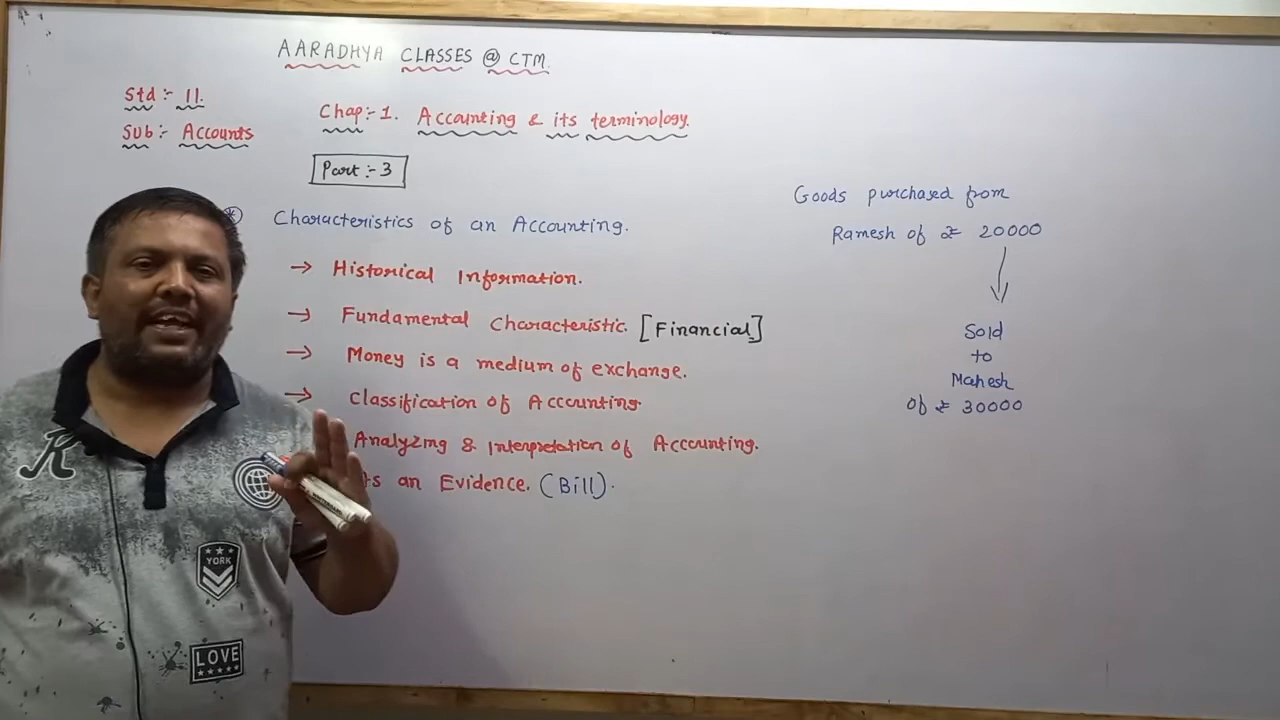 AARADHYA CLASSES @ CTM.
Std :- 11.
Sub :- Accounts
Chap :- 1. Accounting & its terminology.
Part :- 3
* Characteristics of an Accounting.
→ Historical Information.
→ Fundamental Characteristic. [Financial]
→ Money is a medium of exchange.
→ Classification of Accounting.
Analyzing & Interpretation of Accounting.
an Evidence. (Bill).
Goods purchased from
Ramesh of ₹ 20000
Sold
to
Mahesh
of ₹ 30000
K
YORK
LOVE